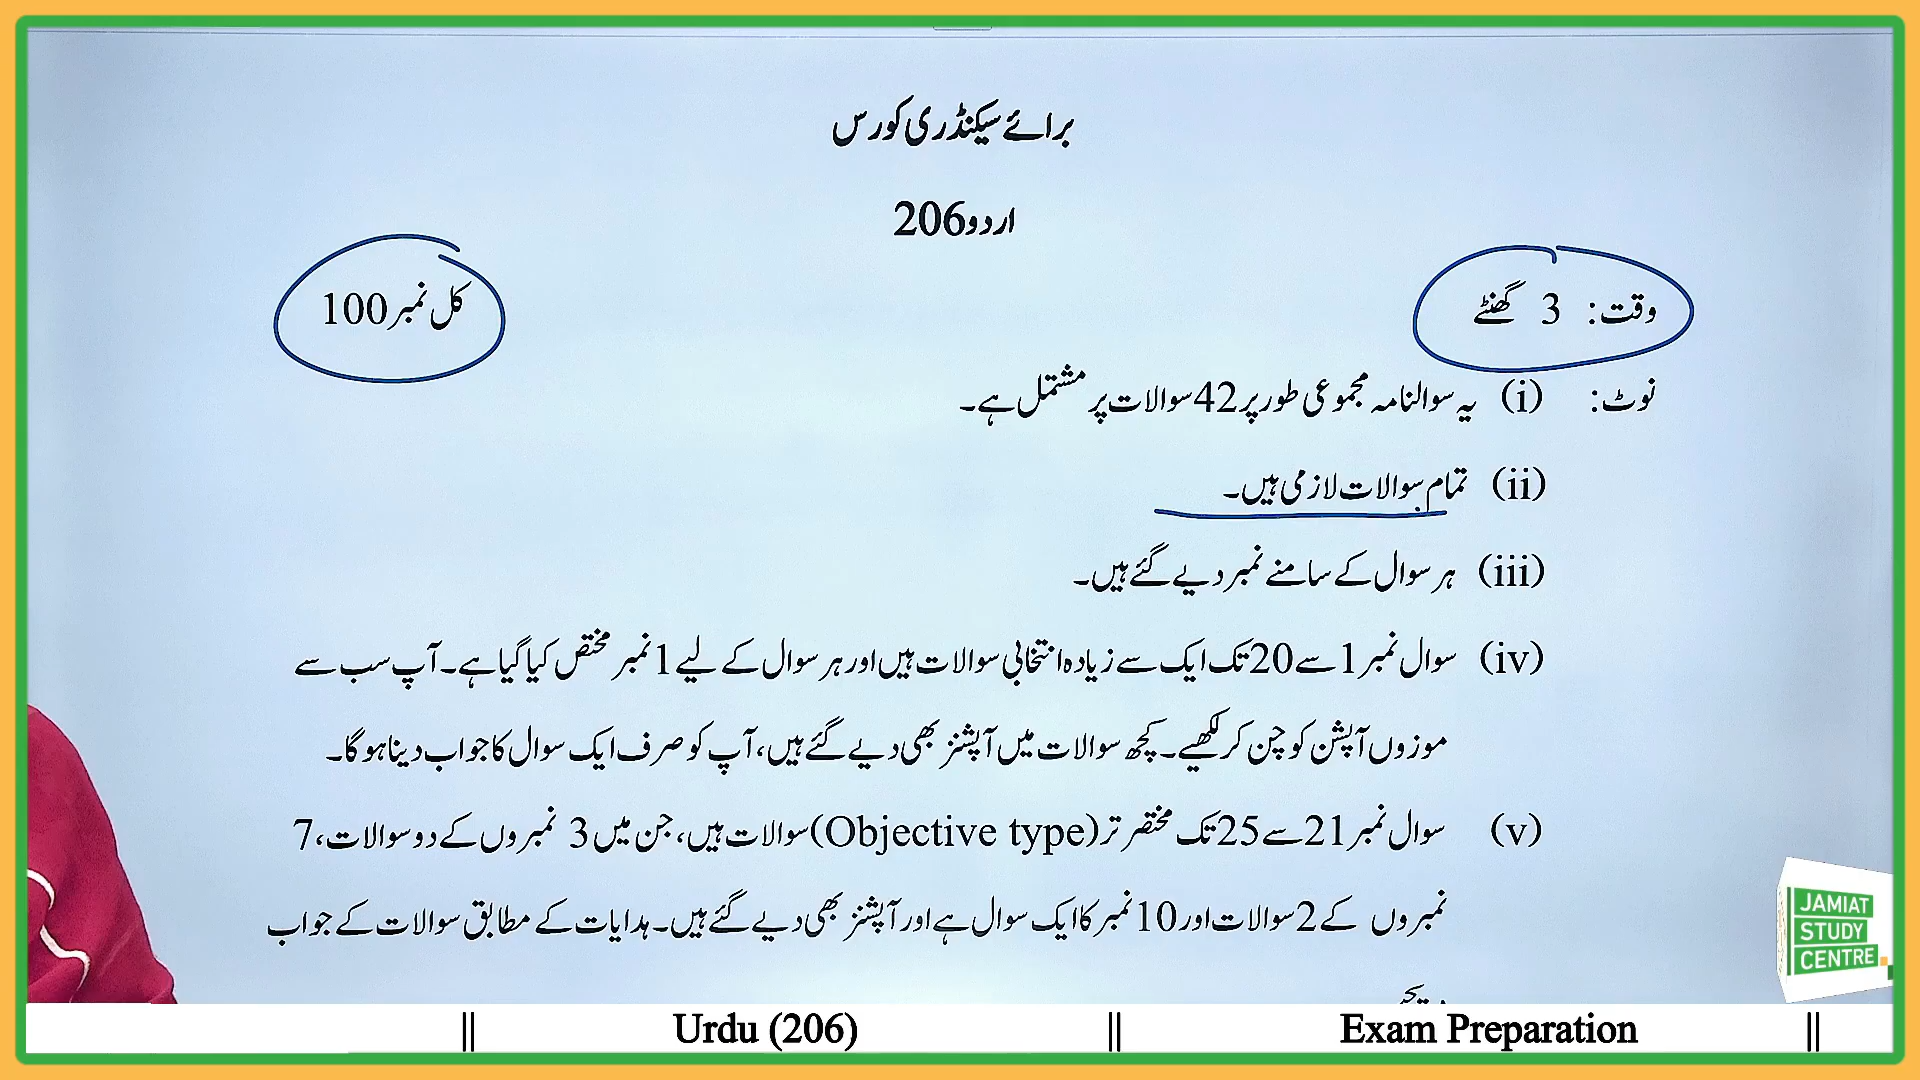 برائے سیکنڈری کورس
اردو206
وقت: 3 گھنٹے کل نمبر100
نوٹ: (i) یہ سوالنامہ مجموعی طور پر 42 سوالات پر مشتمل ہے۔
(ii) تمام سوالات لازمی ہیں۔
(iii) ہر سوال کے سامنے نمبر دیے گئے ہیں۔
(iv) سوال نمبر 1 سے 20 تک ایک سے زیادہ انتخابی سوالات ہیں اور ہر سوال کے لیے 1 نمبر مختص کیا گیا ہے۔ آپ سب سے
موزوں آپشن کو چن کر لکھیے۔ کچھ سوالات میں آپشنز بھی دیے گئے ہیں، آپ کو صرف ایک سوال کا جواب دینا ہوگا۔
(v) سوال نمبر 21 سے 25 تک مختصر تر (Objective type) سوالات ہیں، جن میں 3 نمبروں کے دو سوالات، 7
نمبروں کے 2 سوالات اور 10 نمبر کا ایک سوال ہے اور آپشنز بھی دیے گئے ہیں۔ ہدایات کے مطابق سوالات کے جواب
JAMIAT
STUDY
CENTRE
|| Urdu (206) || Exam Preparation ||